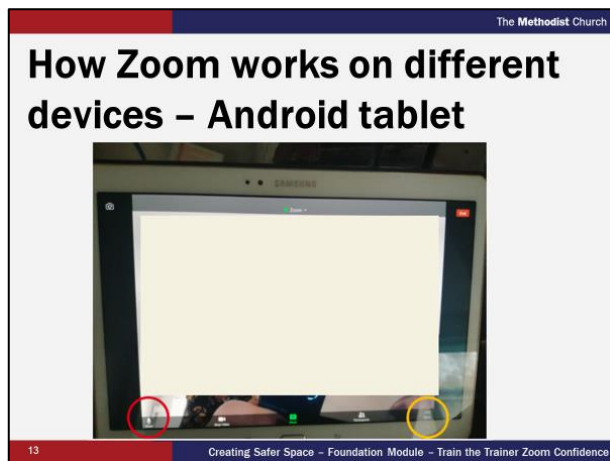 The Methodist Church
How Zoom works on different
devices – Android tablet
SAMSUNG
Zoom
13
Creating Safer Space – Foundation Module – Train the Trainer Zoom Confidence